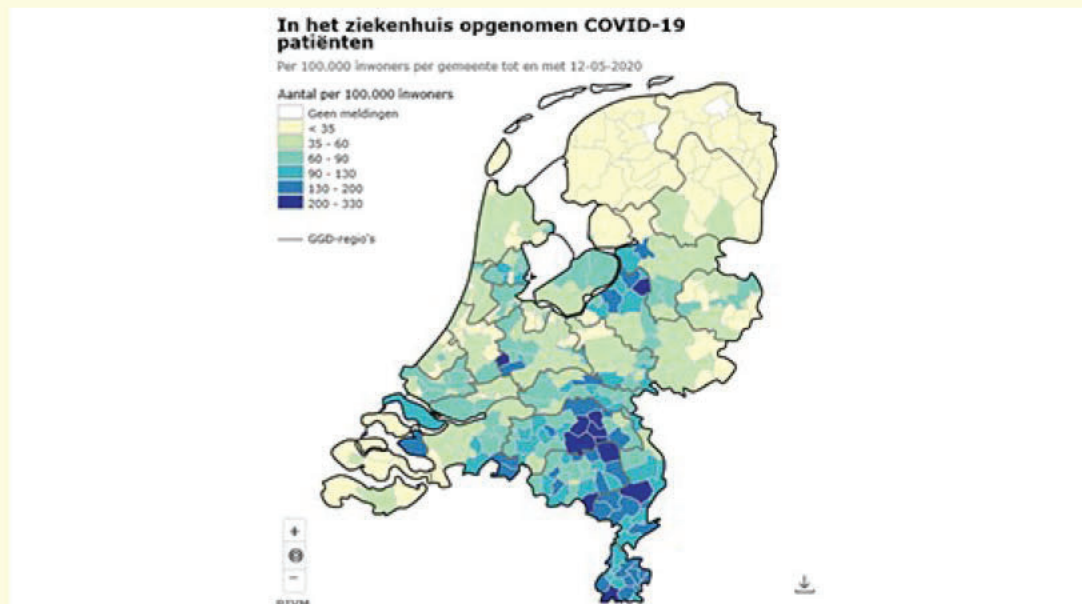 In het ziekenhuis opgenomen COVID-19
patiënten
Per 100.000 inwoners per gemeente tot en met 12-05-2020
Aantal per 100.000 inwoners
Geen meldingen
< 35
35 - 60
60 - 90
90 - 130
130 - 200
200 - 330
GGD-regio's
+
−
RIVM